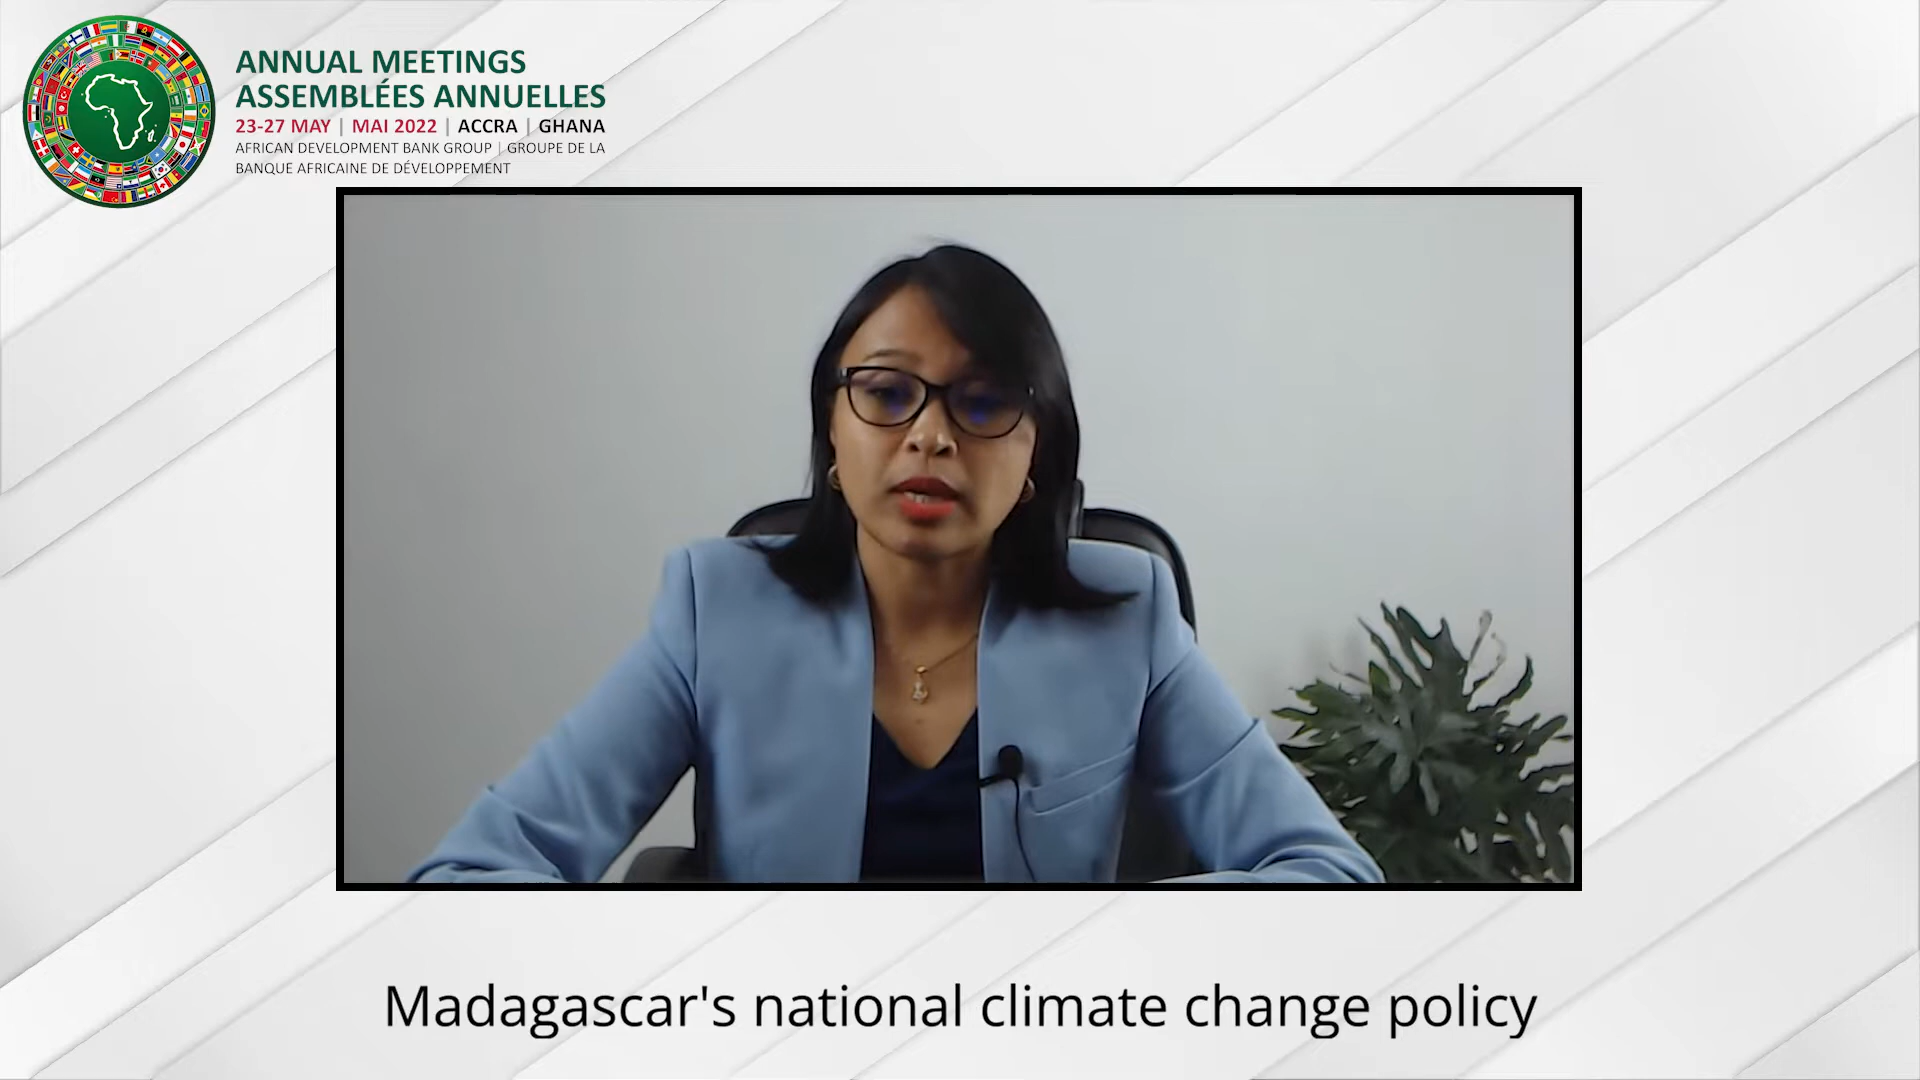 ANNUAL MEETINGS
ASSEMBLÉES ANNUELLES
23-27 MAY | MAI 2022 | ACCRA | GHANA
AFRICAN DEVELOPMENT BANK GROUP | GROUPE DE LA
BANQUE AFRICAINE DE DÉVELOPPEMENT
Madagascar's national climate change policy